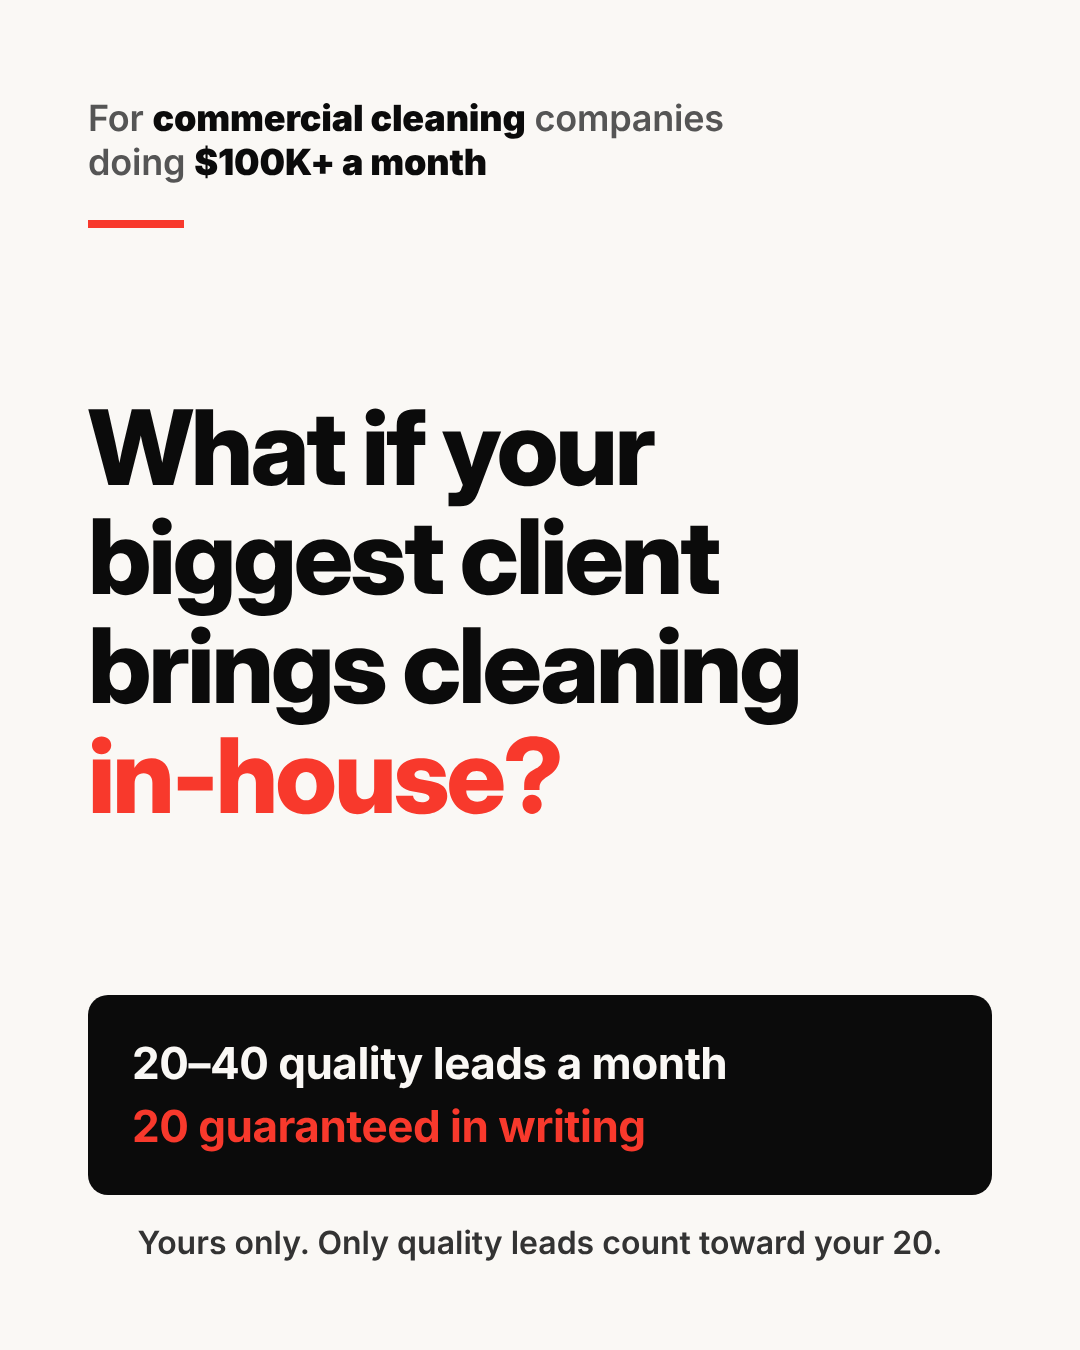 For commercial cleaning companies
doing $100K+ a month
What if your
biggest client
brings cleaning
in-house?
20–40 quality leads a month
20 guaranteed in writing
Yours only. Only quality leads count toward your 20.